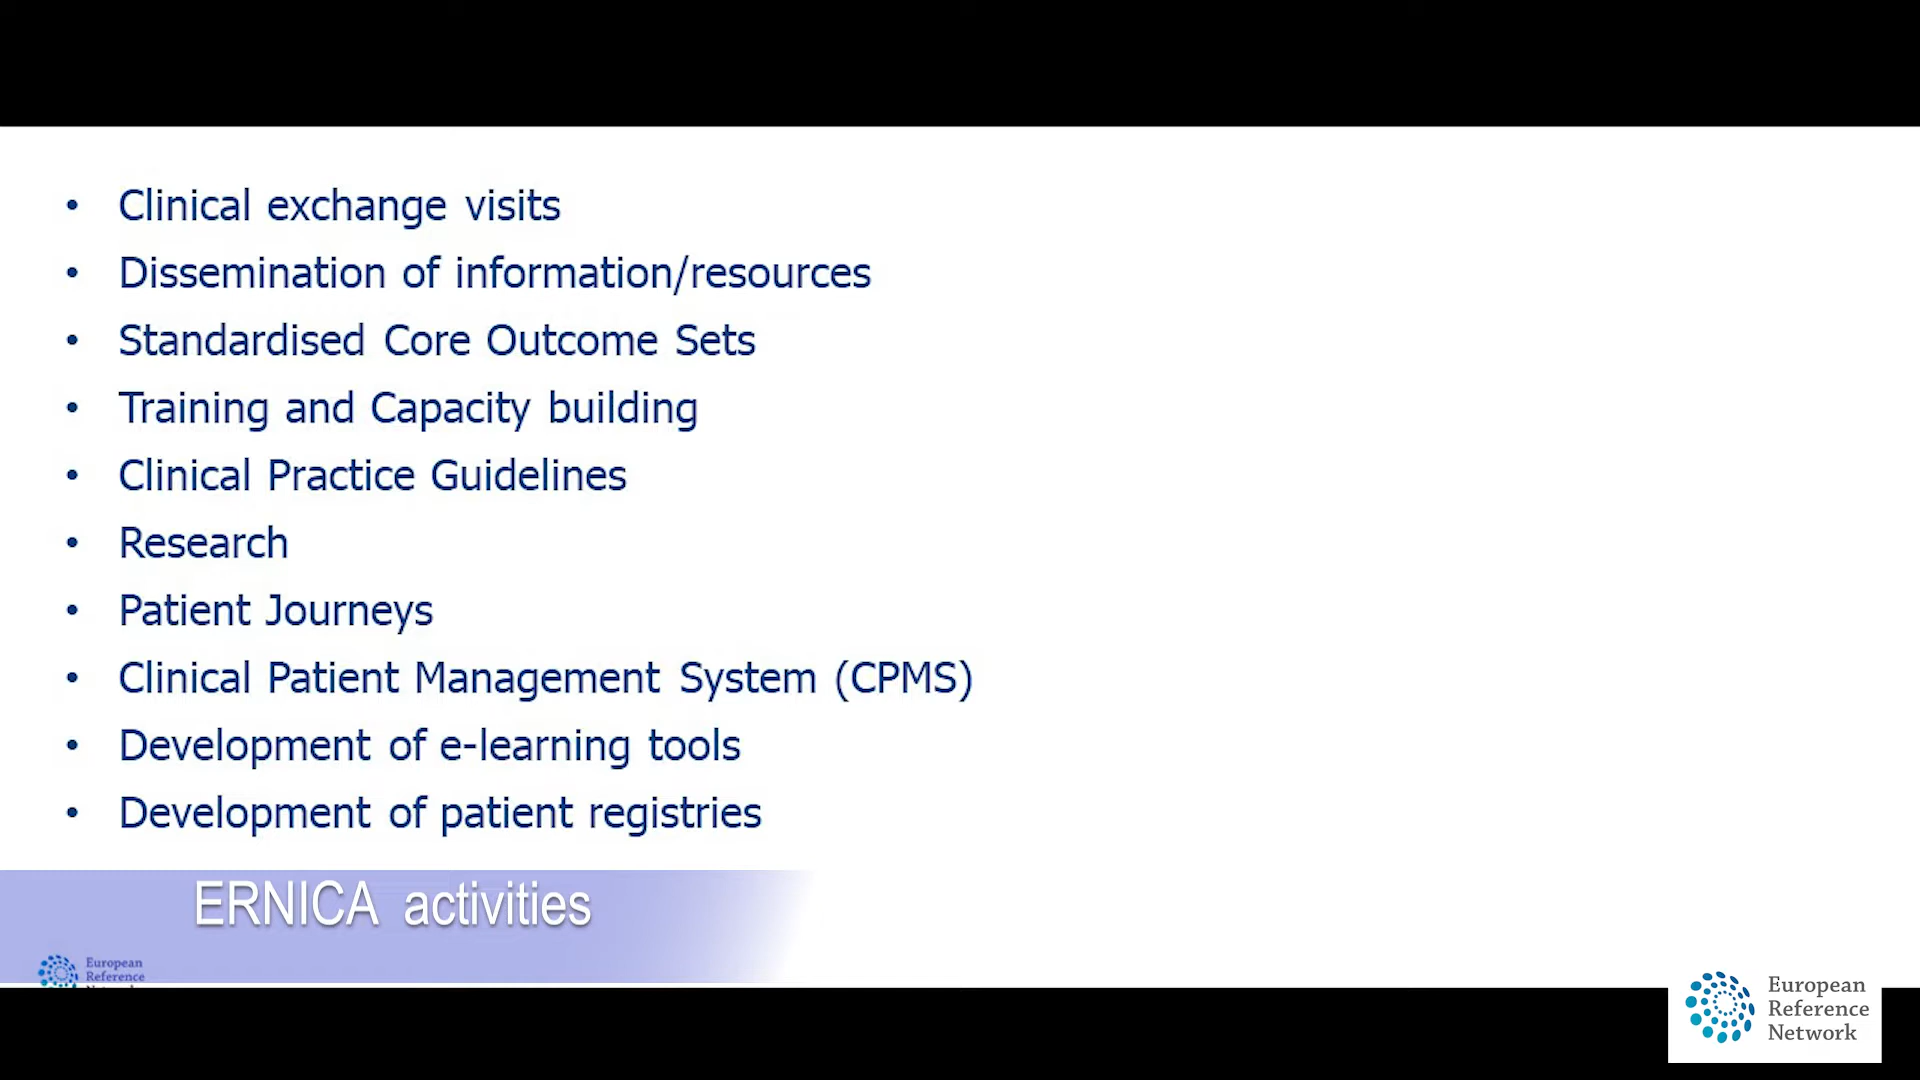 • Clinical exchange visits
• Dissemination of information/resources
• Standardised Core Outcome Sets
• Training and Capacity building
• Clinical Practice Guidelines
• Research
• Patient Journeys
• Clinical Patient Management System (CPMS)
• Development of e-learning tools
• Development of patient registries
ERNICA activities
European
Reference
European
Reference
Network